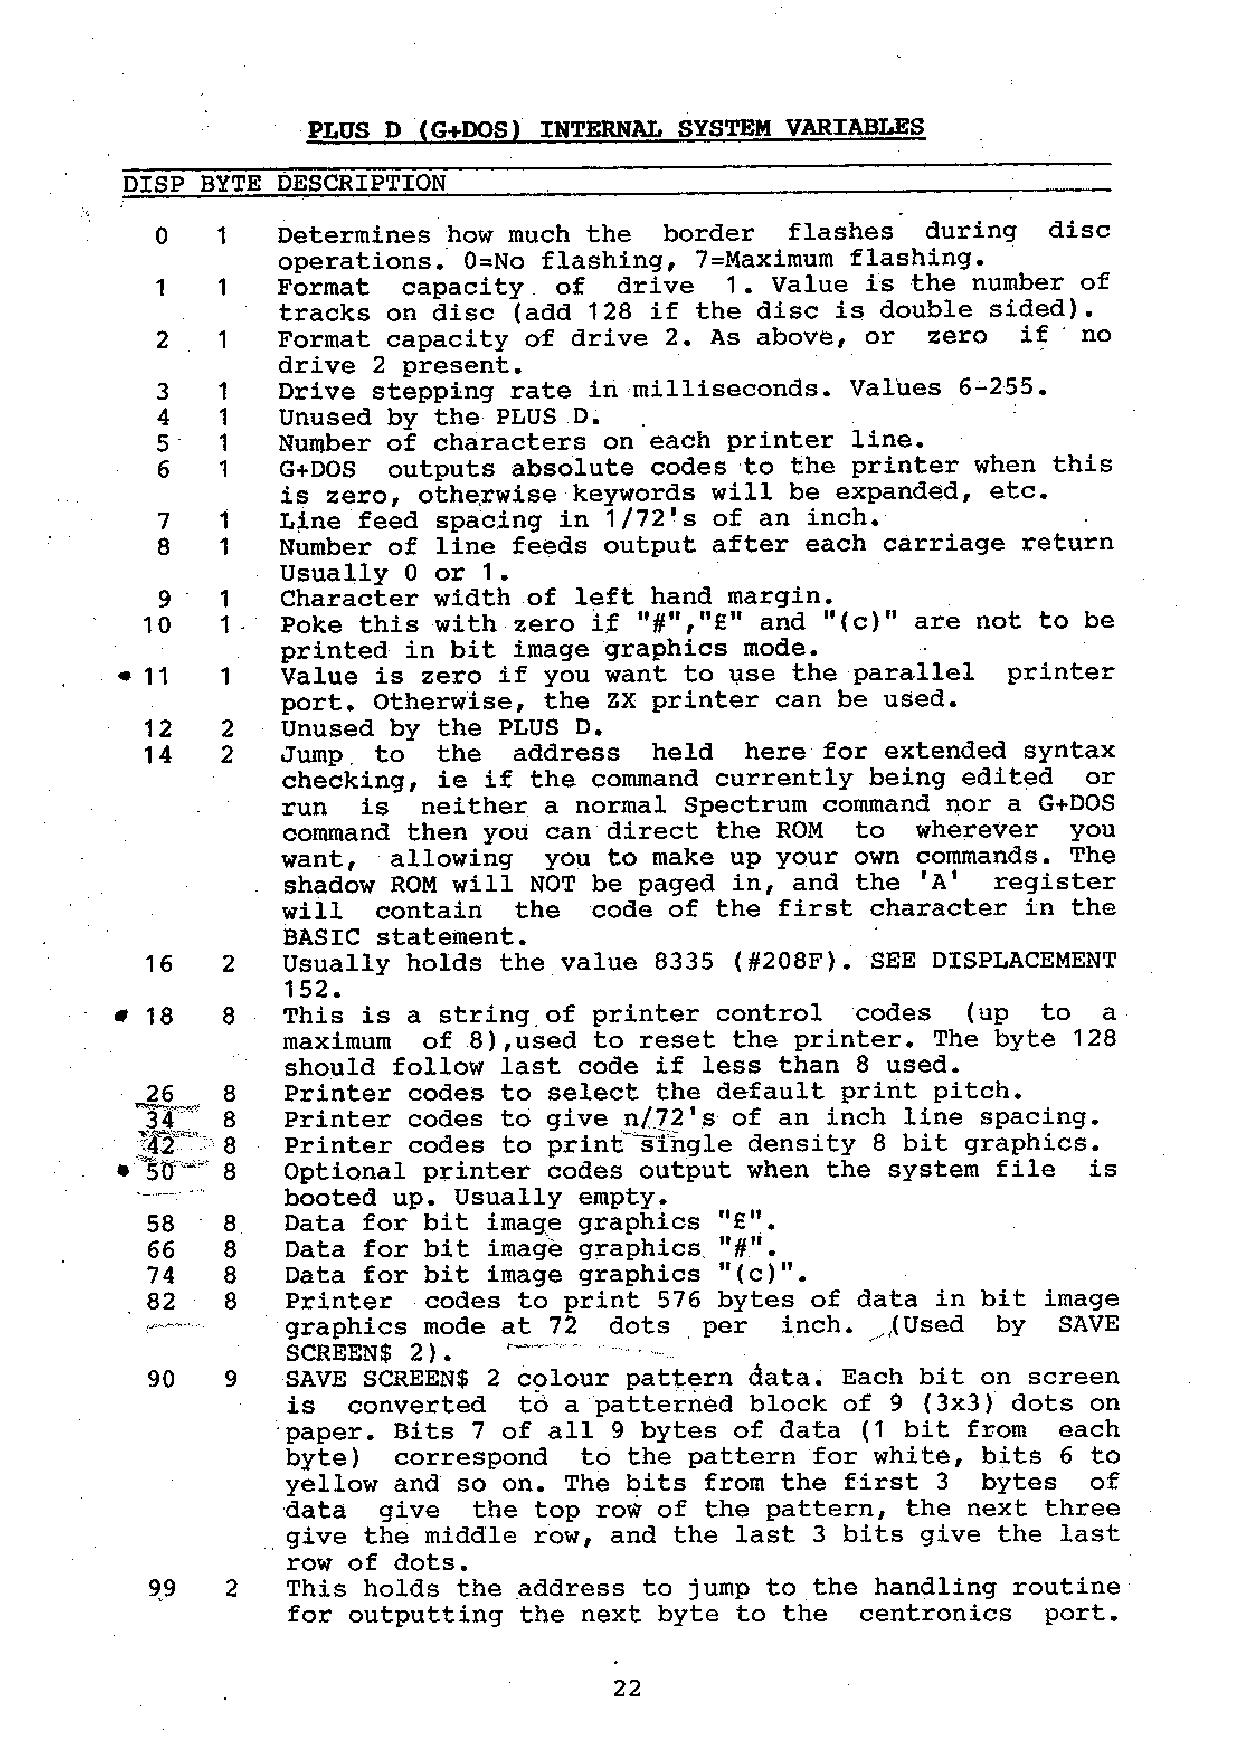 PLUS D (G+DOS) INTERNAL SYSTEM VARIABLES
DISP BYTE DESCRIPTION
0 1 Determines how much the border flashes during disc
operations. 0=No flashing, 7=Maximum flashing.
1 1 Format capacity of drive 1. Value is the number of
tracks on disc (add 128 if the disc is double sided).
2 1 Format capacity of drive 2. As above, or zero if no
drive 2 present.
3 1 Drive stepping rate in milliseconds. Values 6-255.
4 1 Unused by the PLUS D.
5 1 Number of characters on each printer line.
6 1 G+DOS outputs absolute codes to the printer when this
is zero, otherwise keywords will be expanded, etc.
7 1 Line feed spacing in 1/72's of an inch.
8 1 Number of line feeds output after each carriage return
Usually 0 or 1.
9 1 Character width of left hand margin.
10 1 Poke this with zero if "#","£" and "(c)" are not to be
printed in bit image graphics mode.
11 1 Value is zero if you want to use the parallel printer
port. Otherwise, the ZX printer can be used.
12 2 Unused by the PLUS D.
14 2 Jump to the address held here for extended syntax
checking, ie if the command currently being edited or
run is neither a normal Spectrum command nor a G+DOS
command then you can direct the ROM to wherever you
want, allowing you to make up your own commands. The
shadow ROM will NOT be paged in, and the 'A' register
will contain the code of the first character in the
BASIC statement.
16 2 Usually holds the value 8335 (#208F). SEE DISPLACEMENT
152.
18 8 This is a string of printer control codes (up to a
maximum of 8),used to reset the printer. The byte 128
should follow last code if less than 8 used.
26 8 Printer codes to select the default print pitch.
34 8 Printer codes to give n/72's of an inch line spacing.
42 8 Printer codes to print single density 8 bit graphics.
50 8 Optional printer codes output when the system file is
booted up. Usually empty.
58 8 Data for bit image graphics "£".
66 8 Data for bit image graphics "#".
74 8 Data for bit image graphics "(c)".
82 8 Printer codes to print 576 bytes of data in bit image
graphics mode at 72 dots per inch. (Used by SAVE
SCREEN$ 2).
90 9 SAVE SCREEN$ 2 colour pattern data. Each bit on screen
is converted to a patterned block of 9 (3x3) dots on
paper. Bits 7 of all 9 bytes of data (1 bit from each
byte) correspond to the pattern for white, bits 6 to
yellow and so on. The bits from the first 3 bytes of
data give the top row of the pattern, the next three
give the middle row, and the last 3 bits give the last
row of dots.
99 2 This holds the address to jump to the handling routine
for outputting the next byte to the centronics port.
22